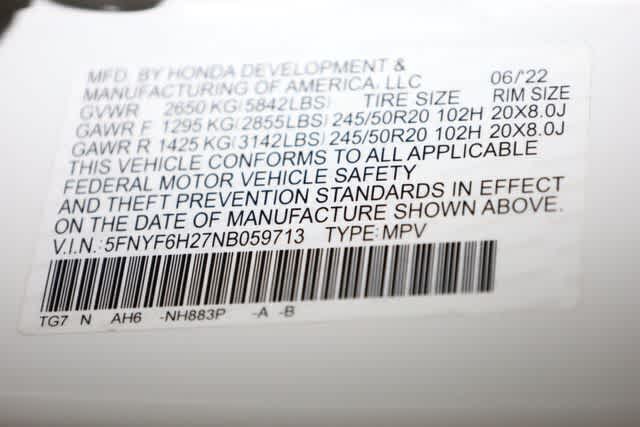 MFD. BY HONDA DEVELOPMENT &
MANUFACTURING OF AMERICA, LLC 06/'22
GVWR 2650 KG(5842LBS) TIRE SIZE RIM SIZE
GAWR F 1295 KG(2855LBS) 245/50R20 102H 20X8.0J
GAWR R 1425 KG(3142LBS) 245/50R20 102H 20X8.0J
THIS VEHICLE CONFORMS TO ALL APPLICABLE
FEDERAL MOTOR VEHICLE SAFETY
AND THEFT PREVENTION STANDARDS IN EFFECT
ON THE DATE OF MANUFACTURE SHOWN ABOVE.
V.I.N.:5FNYF6H27NB059713 TYPE:MPV
TG7 N AH6 -NH883P -A -B